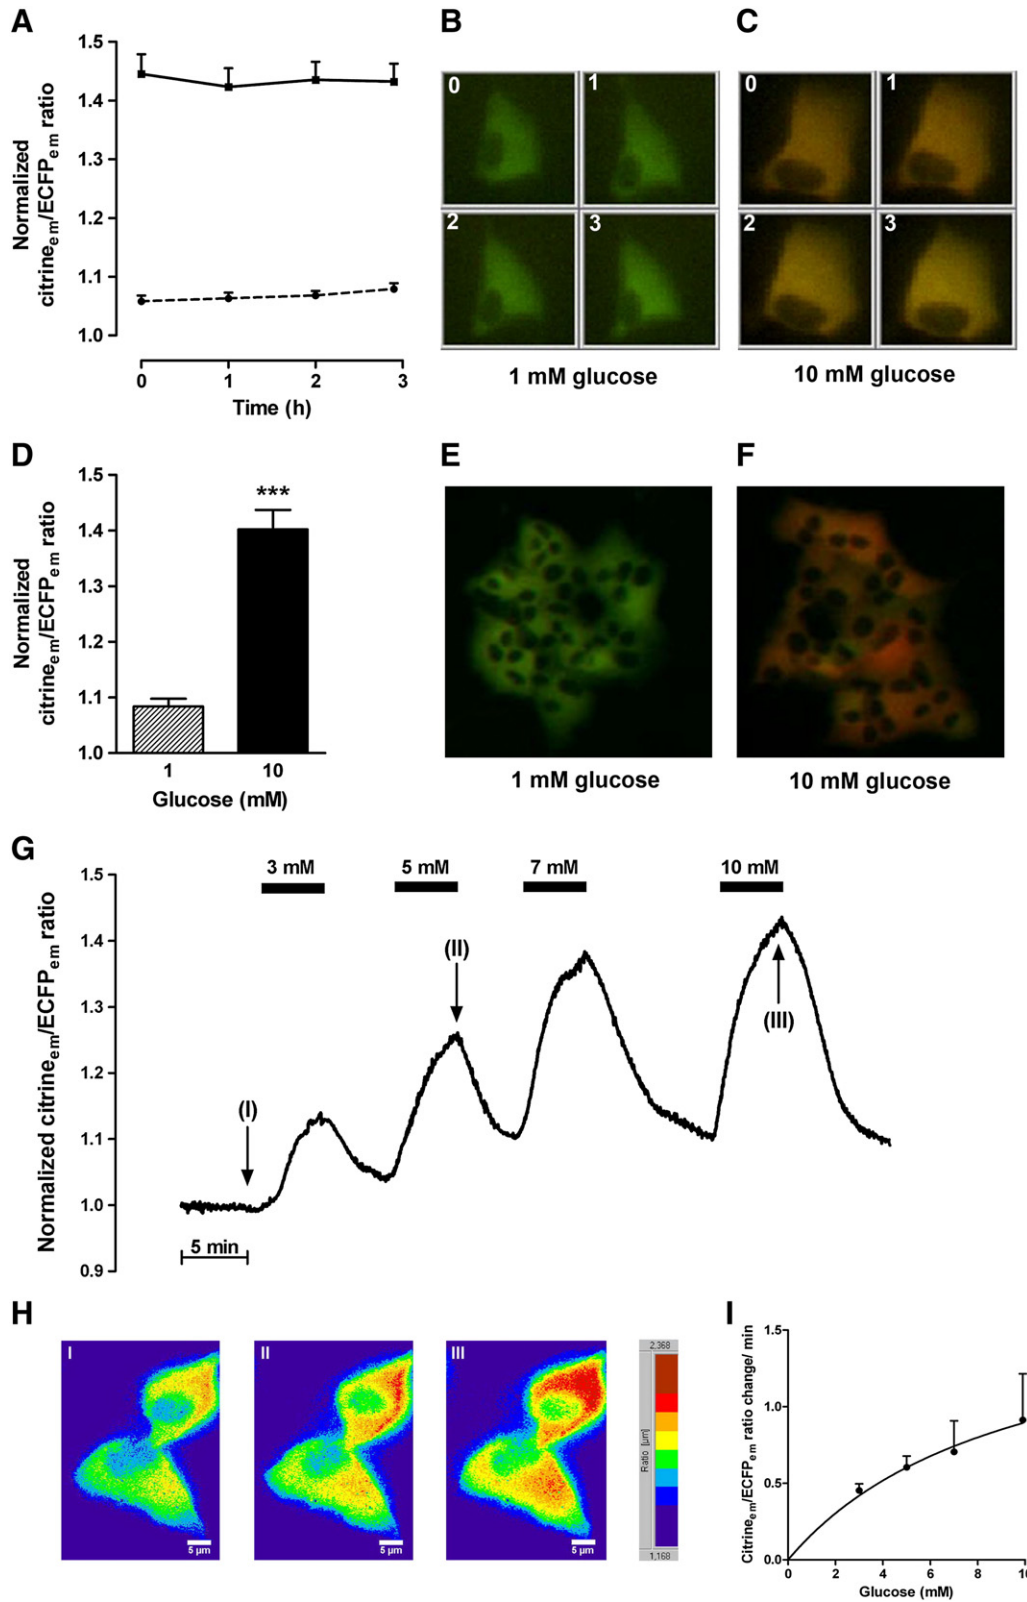 A
1.5
1.4
1.3
1.2
1.1
1.0
Normalized
citrineem/ECFPem ratio
0 1 2 3
Time (h)
B
0 1
2 3
1 mM glucose
C
0 1
2 3
10 mM glucose
D
1.5
1.4
1.3
1.2
1.1
1.0
Normalized
citrineem/ECFPem ratio
***
1 10
Glucose (mM)
E
1 mM glucose
F
10 mM glucose
G
3 mM 5 mM 7 mM 10 mM
1.5
1.4
1.3
1.2
1.1
1.0
0.9
Normalized citrineem/ECFPem ratio
(I)
(II)
(III)
5 min
H
I
5 µm
II
5 µm
III
5 µm
2,368
Ratio [µm]
1,168
I
1.5
1.0
0.5
0.0
Citrineem/ECFPem ratio change/ min
0 2 4 6 8 10
Glucose (mM)